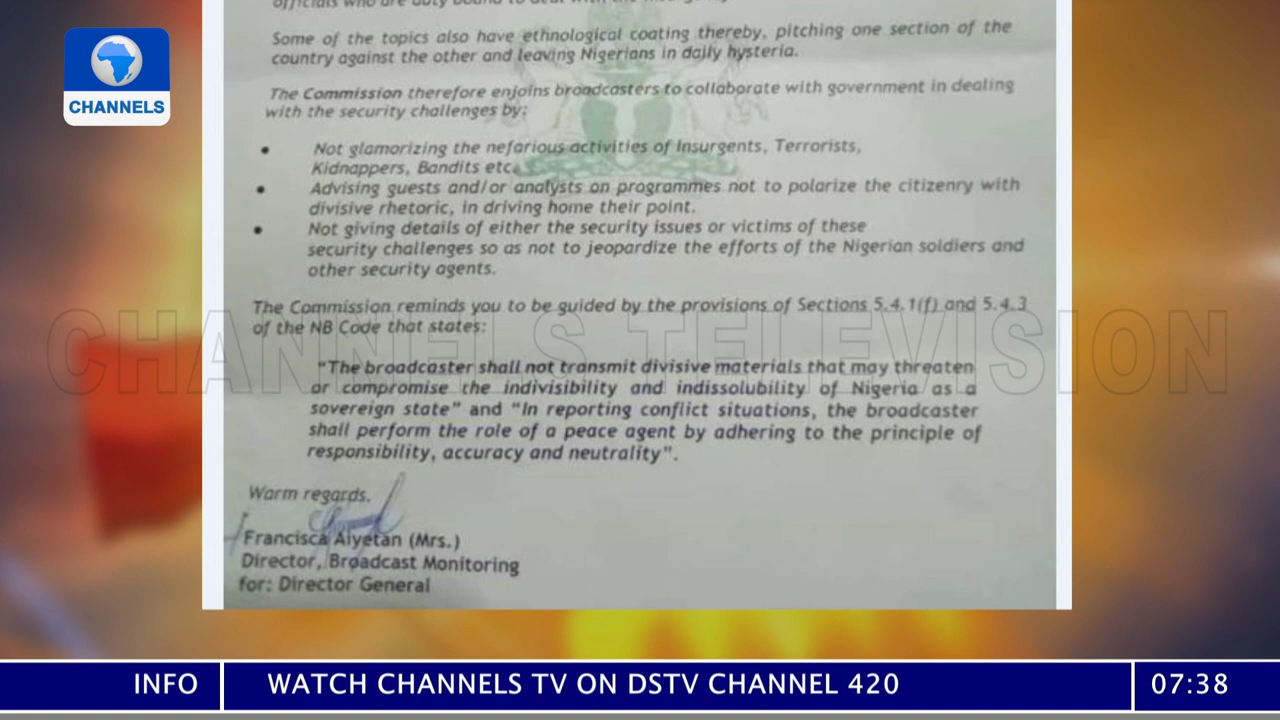 officials who are duty bound to deal with the
Some of the topics also have ethnological coating thereby, pitching one section of the
country against the other and leaving Nigerians in daily hysteria.
The Commission therefore enjoins broadcasters to collaborate with government in dealing
with the security challenges by;
• Not glamorizing the nefarious activities of Insurgents, Terrorists,
Kidnappers, Bandits etc.
• Advising guests and/or analysts on programmes not to polarize the citizenry with
divisive rhetoric, in driving home their point.
• Not giving details of either the security issues or victims of these
security challenges so as not to jeopardize the efforts of the Nigerian soldiers and
other security agents.
The Commission reminds you to be guided by the provisions of Sections 5.4.1(f) and 5.4.3
of the NB Code that states:
"The broadcaster shall not transmit divisive materials that may threaten
or compromise the indivisibility and indissolubility of Nigeria as a
sovereign state" and "In reporting conflict situations, the broadcaster
shall perform the role of a peace agent by adhering to the principle of
responsibility, accuracy and neutrality".
Warm regards.
Francisca Aiyetan (Mrs.)
Director, Broadcast Monitoring
for: Director General
CHANNELS
CHANNELS TELEVISION
INFO
WATCH CHANNELS TV ON DSTV CHANNEL 420
07:38